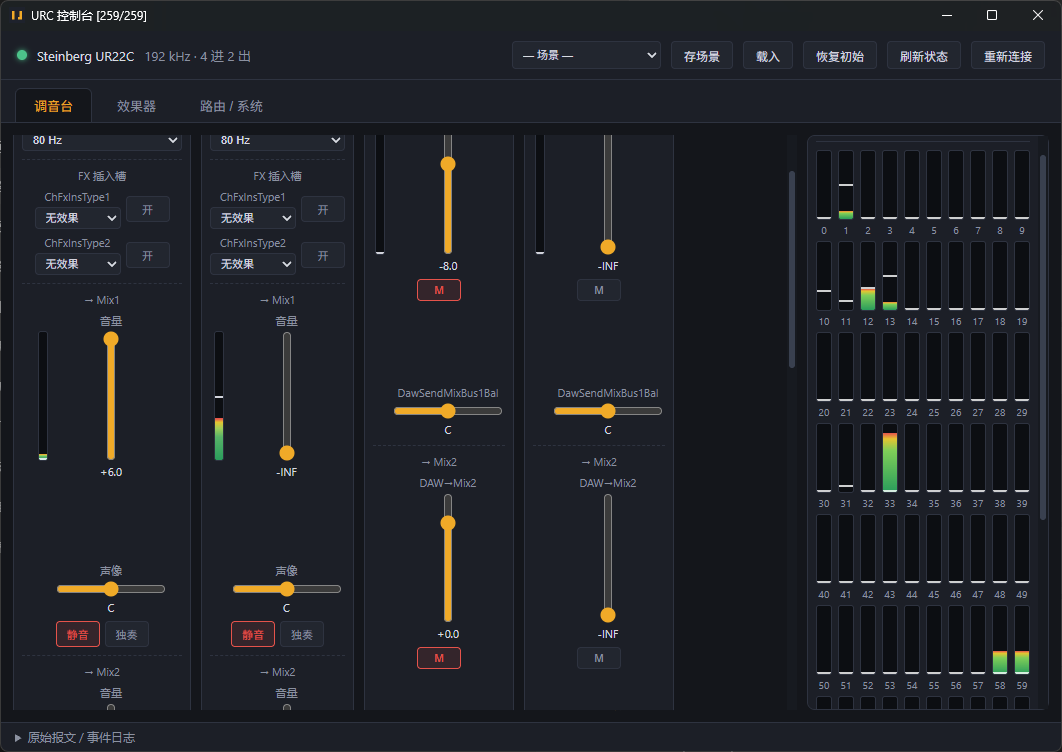 URC 控制台 [259/259]
Steinberg UR22C 192 kHz · 4 进 2 出
— 场景 —
存场景
载入
恢复初始
刷新状态
重新连接
调音台
效果器
路由 / 系统
80 Hz
FX 插入槽
ChFxInsType1
无效果
开
ChFxInsType2
无效果
开
→ Mix1
音量
+6.0
声像
C
静音
独奏
→ Mix2
音量
80 Hz
FX 插入槽
ChFxInsType1
无效果
开
ChFxInsType2
无效果
开
→ Mix1
音量
-INF
声像
C
静音
独奏
→ Mix2
音量
-8.0
M
DawSendMixBus1Bal
C
→ Mix2
DAW→Mix2
+0.0
M
-INF
M
DawSendMixBus1Bal
C
→ Mix2
DAW→Mix2
-INF
M
0 1 2 3 4 5 6 7 8 9
10 11 12 13 14 15 16 17 18 19
20 21 22 23 24 25 26 27 28 29
30 31 32 33 34 35 36 37 38 39
40 41 42 43 44 45 46 47 48 49
50 51 52 53 54 55 56 57 58 59
▶ 原始报文 / 事件日志